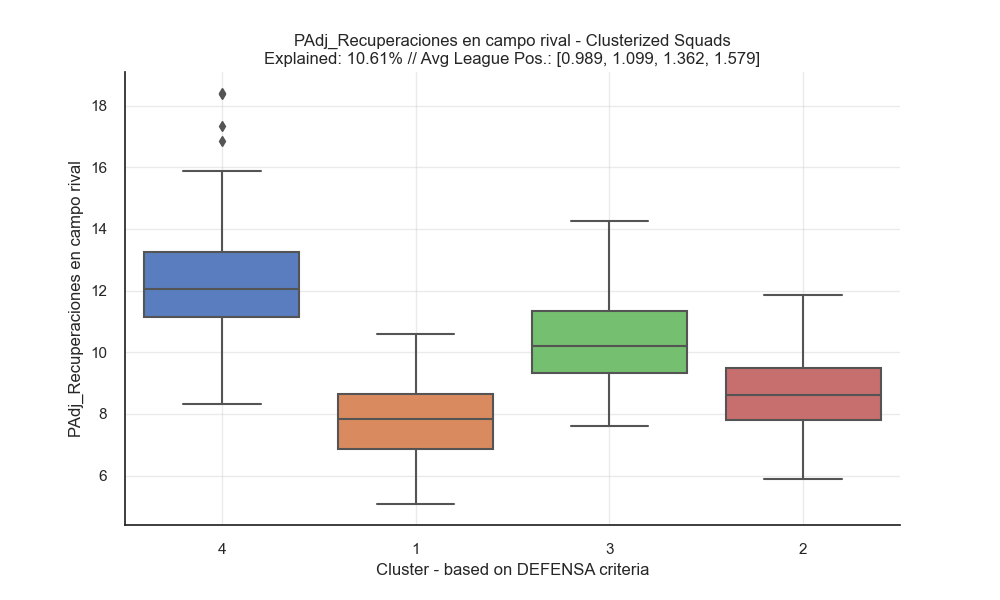 PAdj_Recuperaciones en campo rival - Clusterized Squads
Explained: 10.61% // Avg League Pos.: [0.989, 1.099, 1.362, 1.579]
PAdj_Recuperaciones en campo rival
18
16
14
12
10
8
6
4 1 3 2
Cluster - based on DEFENSA criteria